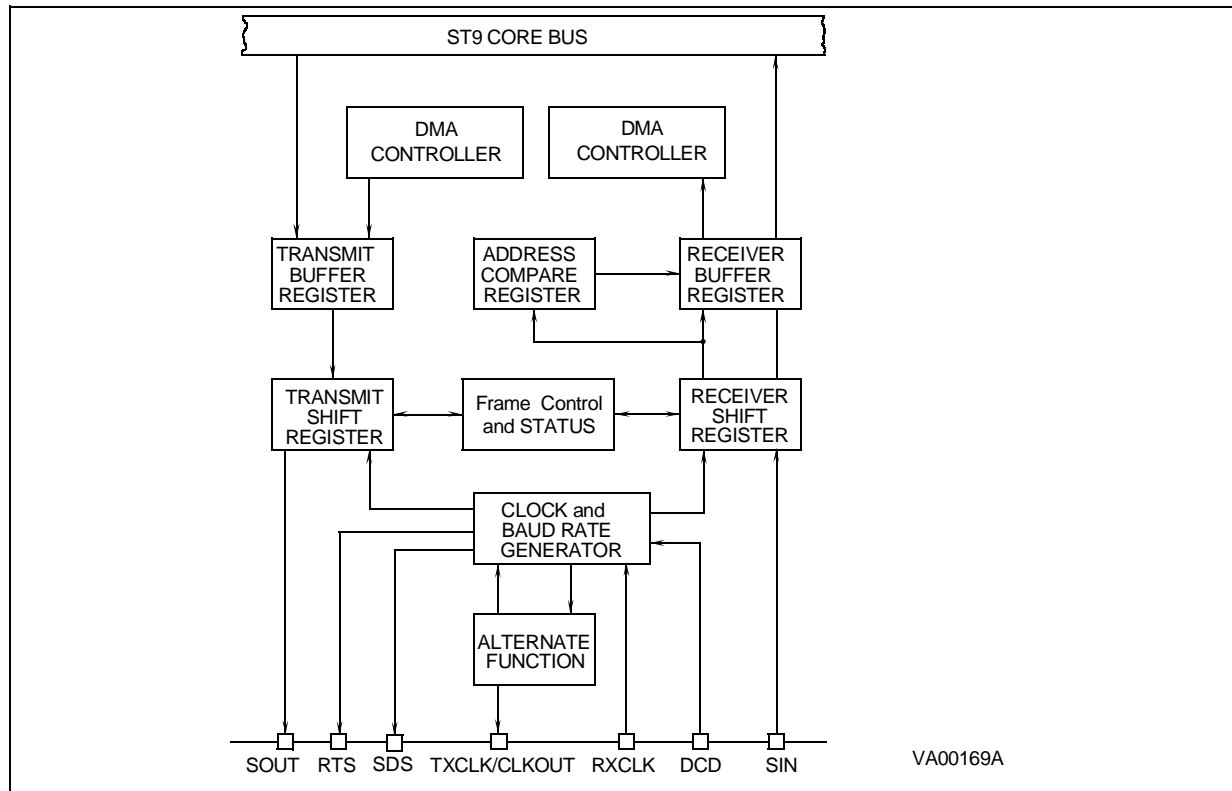 ST9 CORE BUS
DMA
CONTROLLER
DMA
CONTROLLER
TRANSMIT
BUFFER
REGISTER
ADDRESS
COMPARE
REGISTER
RECEIVER
BUFFER
REGISTER
TRANSMIT
SHIFT
REGISTER
Frame Control
and STATUS
RECEIVER
SHIFT
REGISTER
CLOCK and
BAUD RATE
GENERATOR
ALTERNATE
FUNCTION
SOUT RTS SDS TXCLK/CLKOUT RXCLK DCD SIN
VA00169A